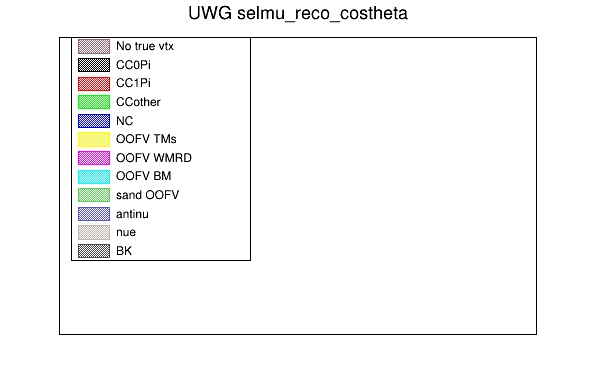 UWG selmu_reco_costheta
No true vtx
CC0Pi
CC1Pi
CCother
NC
OOFV TMs
OOFV WMRD
OOFV BM
sand OOFV
antinu
nue
BK